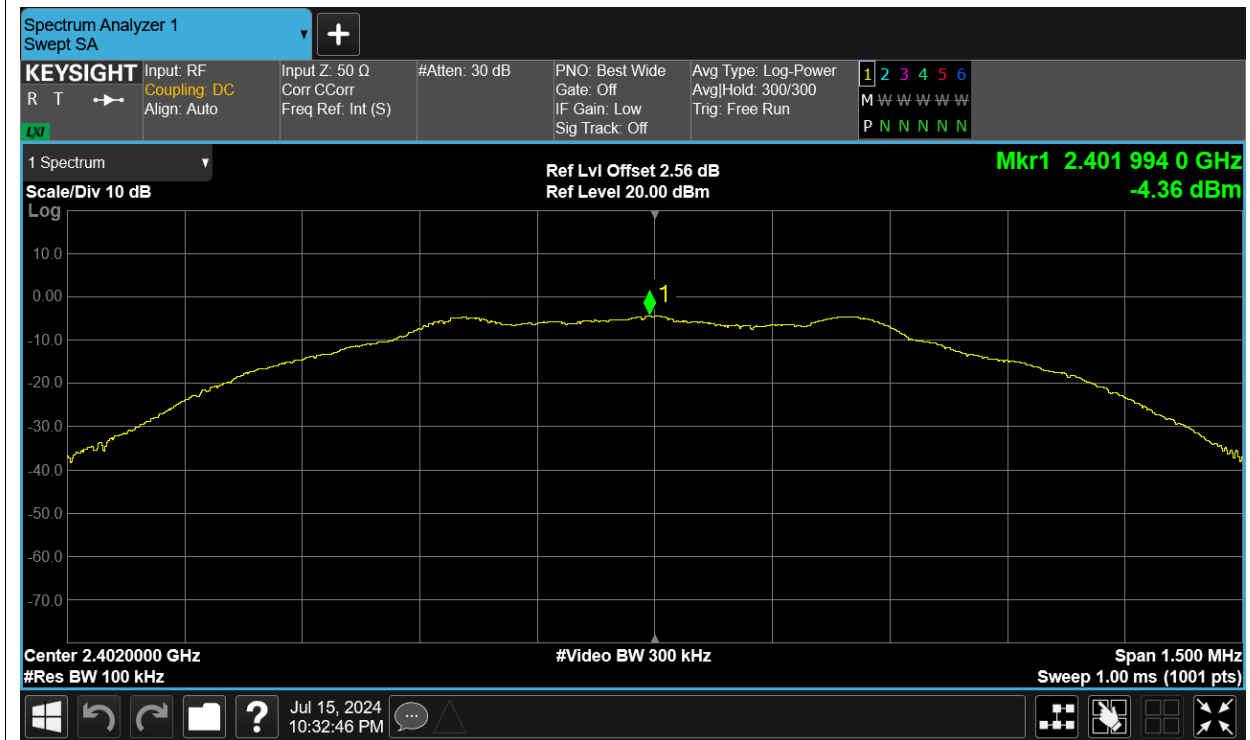 Spectrum Analyzer 1
Swept SA
KEYSIGHT
R T
LXI
Input: RF
Coupling: DC
Align: Auto
Input Z: 50 Ω
Corr CCorr
Freq Ref: Int (S)
#Atten: 30 dB
PNO: Best Wide
Gate: Off
IF Gain: Low
Sig Track: Off
Avg Type: Log-Power
Avg|Hold: 300/300
Trig: Free Run
1 2 3 4 5 6
M W W W W W
P N N N N N
1 Spectrum
Scale/Div 10 dB
Ref Lvl Offset 2.56 dB
Ref Level 20.00 dBm
Mkr1 2.401 994 0 GHz
-4.36 dBm
Log
10.0
0.00
1
-10.0
-20.0
-30.0
-40.0
-50.0
-60.0
-70.0
Center 2.4020000 GHz
#Res BW 100 kHz
#Video BW 300 kHz
Span 1.500 MHz
Sweep 1.00 ms (1001 pts)
?
Jul 15, 2024
10:32:46 PM